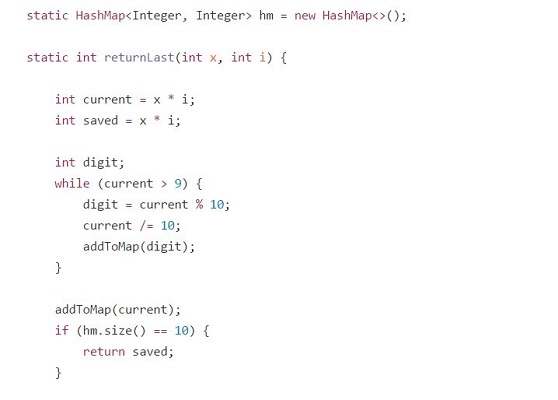 static HashMap<Integer, Integer> hm = new HashMap<>();
static int returnLast(int x, int i) {
int current = x * i;
int saved = x * i;
int digit;
while (current > 9) {
digit = current % 10;
current /= 10;
addToMap(digit);
}
addToMap(current);
if (hm.size() == 10) {
return saved;
}